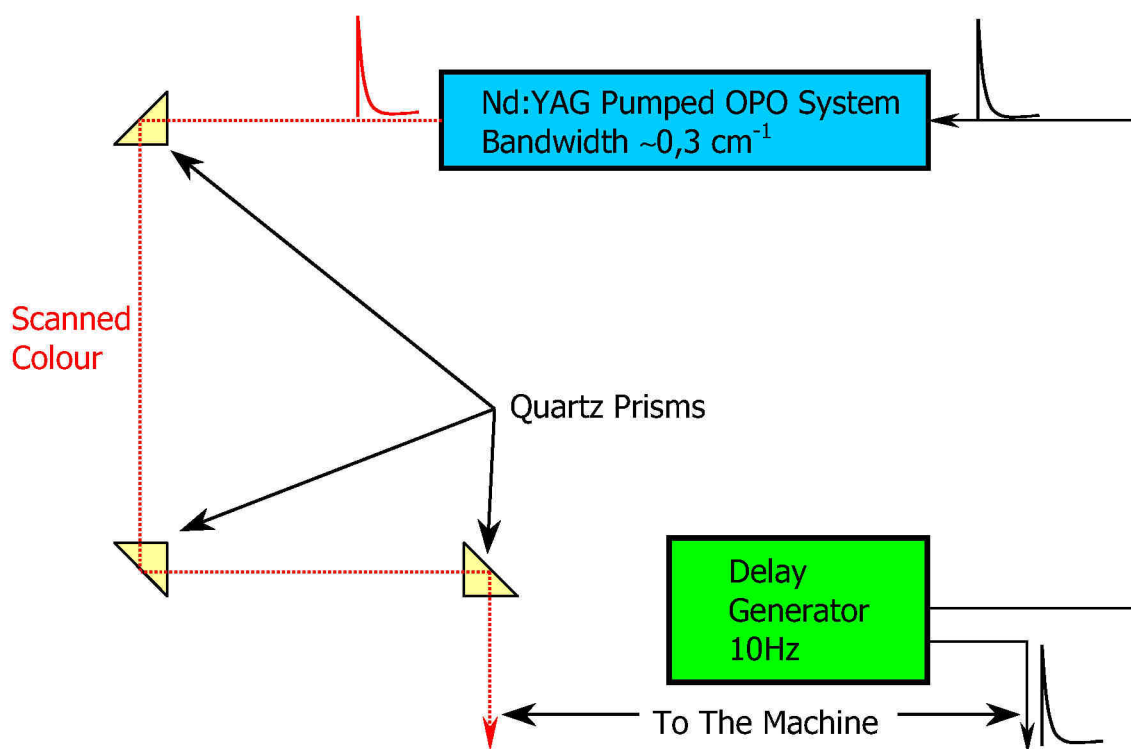 Nd:YAG Pumped OPO System
Bandwidth ~0,3 cm⁻¹
Scanned
Colour
Quartz Prisms
Delay
Generator
10Hz
To The Machine